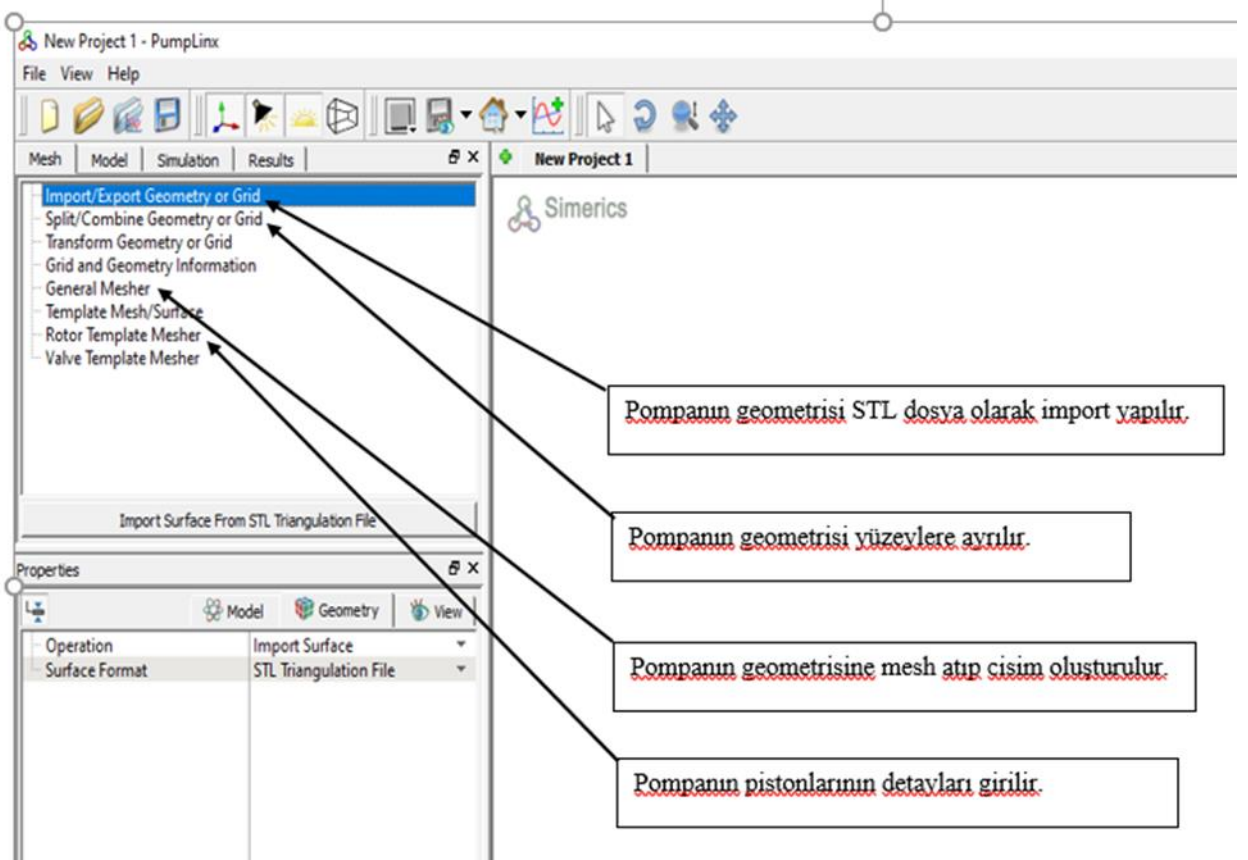 New Project 1 - PumpLinx
File View Help
Mesh Model Simulation Results
New Project 1
Import/Export Geometry or Grid
Split/Combine Geometry or Grid
Transform Geometry or Grid
Grid and Geometry Information
General Mesher
Template Mesh/Surface
Rotor Template Mesher
Valve Template Mesher
Simerics
Import Surface From STL Triangulation File
Properties
Model Geometry View
Operation Import Surface
Surface Format STL Triangulation File
Pompanın geometrisi STL dosya olarak import yapılır.
Pompanın geometrisi yüzeylere ayrılır.
Pompanın geometrisine mesh atıp cisim oluşturulur.
Pompanın pistonlarının detayları girilir.